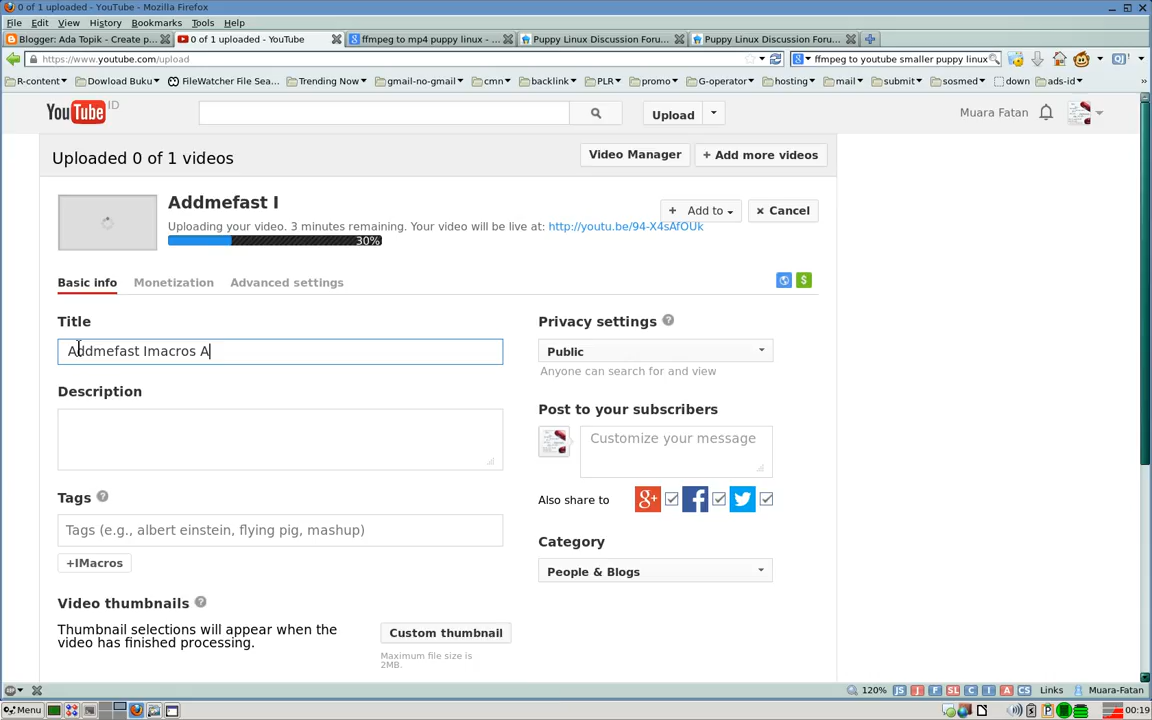 0 of 1 uploaded - YouTube - Mozilla Firefox
File Edit View History Bookmarks Tools Help
Blogger: Ada Topik - Create p... 0 of 1 uploaded - YouTube ffmpeg to mp4 puppy linux - ... Puppy Linux Discussion Foru... Puppy Linux Discussion Foru...
https://www.youtube.com/upload ffmpeg to youtube smaller puppy linux
R-content Dowload Buku FileWatcher File Sea... Trending Now gmail-no-gmail cmn backlink PLR promo G-operator hosting mail submit sosmed down ads-id »
YouTube ID Upload Muara Fatan
Uploaded 0 of 1 videos Video Manager + Add more videos
Addmefast I + Add to × Cancel
Uploading your video. 3 minutes remaining. Your video will be live at: http://youtu.be/94-X4sAfOUk
30%
Basic info Monetization Advanced settings $
Title Privacy settings ?
Addmefast Imacros A Public
Anyone can search for and view
Description Post to your subscribers
Customize your message
Tags ? Also share to g+ f
Tags (e.g., albert einstein, flying pig, mashup) Category
+IMacros People & Blogs
Video thumbnails ?
Thumbnail selections will appear when the video has finished processing. Custom thumbnail
Maximum file size is 2MB.
120% JS J F SL C I A CS Links Muara-Fatan
Menu 00:19